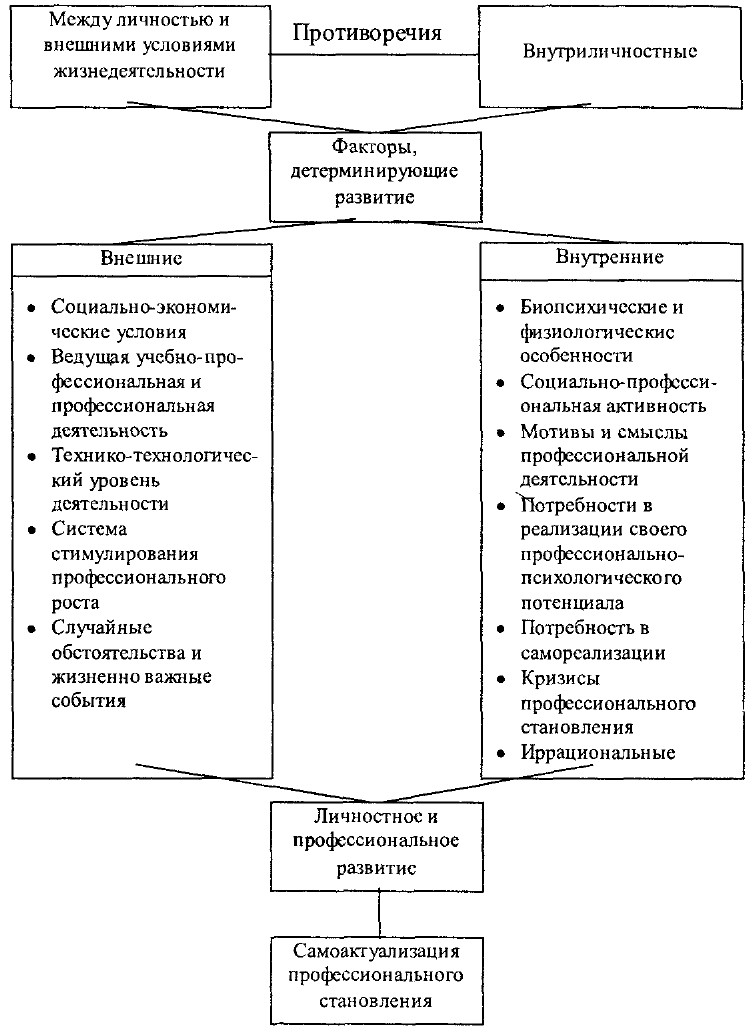 Между личностью и
внешними условиями
жизнедеятельности
Противоречия
Внутриличностные
Факторы,
детерминирующие
развитие
Внешние
• Социально-экономи-
ческие условия
• Ведущая учебно-про-
фессиональная и
профессиональная
деятельность
• Технико-технологичес-
кий уровень
деятельности
• Система
стимулирования
профессионального
роста
• Случайные
обстоятельства и
жизненно важные
события
Внутренние
• Биопсихические и
физиологические
особенности
• Социально-професси-
ональная активность
• Мотивы и смыслы
профессиональной
деятельности
• Потребности в
реализации своего
профессионально-
психологического
потенциала
• Потребность в
самореализации
• Кризисы
профессионального
становления
• Иррациональные
Личностное и
профессиональное
развитие
Самоактуализация
профессионального
становления